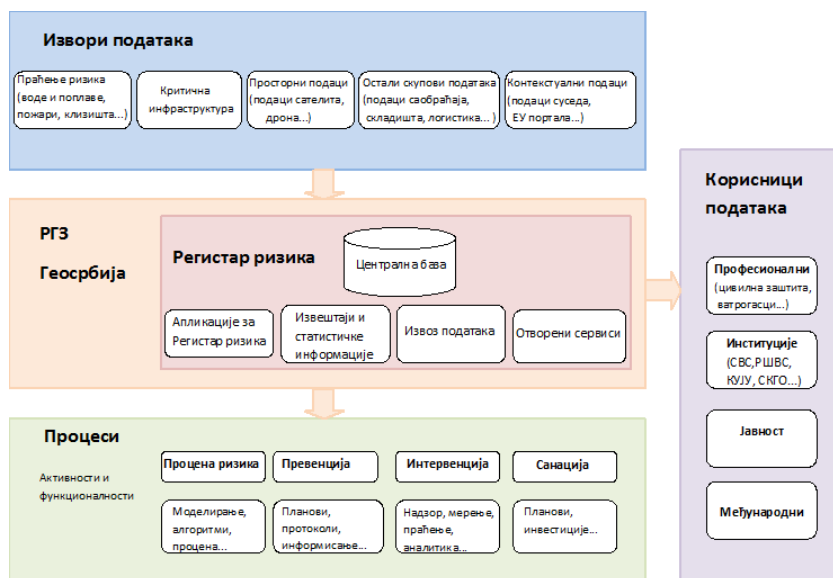 Извори података
Праћење ризика
(воде и поплаве,
пожари, клизишта...)
Критична
инфраструктура
Просторни подаци
(подаци сателита,
дрона...)
Остали скупови података
(подаци саобраћаја,
складишта, логистика... )
Контекстуални подаци
(подаци суседа,
ЕУ портала...)
РГЗ
Геосрбија
Регистар ризика
Централна база
Апликације за
Регистар ризика
Извештаји и
статистичке
информације
Извоз података
Отворени сервиси
Процеси
Активности и
функционалности
Процена ризика
Превенција
Интервенција
Санација
Моделирање,
алгоритми,
процена...
Планови,
протоколи,
информисање...
Надзор, мерење,
праћење,
аналитика...
Планови,
инвестиције...
Корисници
података
Професионални
(цивилна заштита,
ватрогасци...)
Институције
(СВС,РШВС,
КУЈУ, СКГО...)
Јавност
Међународни